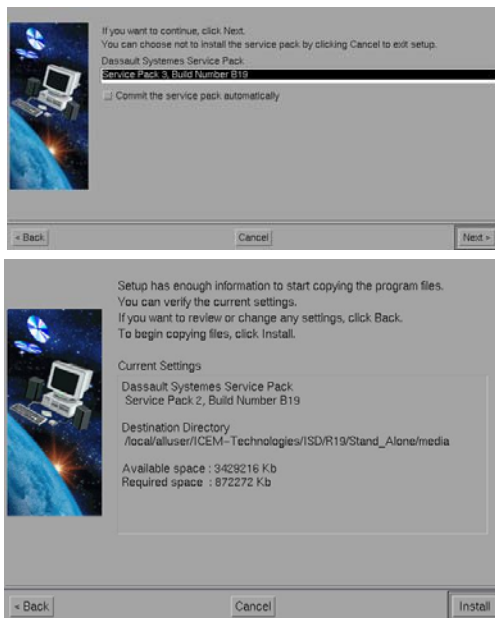 If you want to continue, click Next.
You can choose not to install the service pack by clicking Cancel to exit setup.
Dassault Systemes Service Pack
Service Pack 3, Build Number B19
Commit the service pack automatically
< Back
Cancel
Next >
Setup has enough information to start copying the program files.
You can verify the current settings.
If you want to review or change any settings, click Back.
To begin copying files, click Install.
Current Settings
Dassault Systemes Service Pack
Service Pack 2, Build Number B19
Destination Directory
/local/alluser/ICEM-Technologies/ISD/R19/Stand_Alone/media
Available space : 3429216 Kb
Required space : 872272 Kb
< Back
Cancel
Install